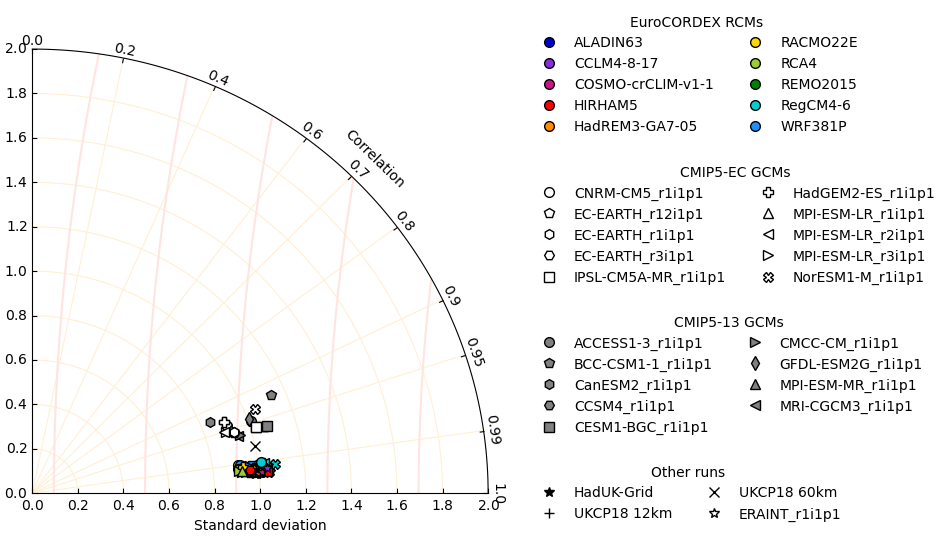 EuroCORDEX RCMs
ALADIN63 RACMO22E
CCLM4-8-17 RCA4
COSMO-crCLIM-v1-1 REMO2015
HIRHAM5 RegCM4-6
HadREM3-GA7-05 WRF381P
CMIP5-EC GCMs
CNRM-CM5_r1i1p1 HadGEM2-ES_r1i1p1
EC-EARTH_r12i1p1 MPI-ESM-LR_r1i1p1
EC-EARTH_r1i1p1 MPI-ESM-LR_r2i1p1
EC-EARTH_r3i1p1 MPI-ESM-LR_r3i1p1
IPSL-CM5A-MR_r1i1p1 NorESM1-M_r1i1p1
CMIP5-13 GCMs
ACCESS1-3_r1i1p1 CMCC-CM_r1i1p1
BCC-CSM1-1_r1i1p1 GFDL-ESM2G_r1i1p1
CanESM2_r1i1p1 MPI-ESM-MR_r1i1p1
CCSM4_r1i1p1 MRI-CGCM3_r1i1p1
CESM1-BGC_r1i1p1
Other runs
HadUK-Grid UKCP18 60km
UKCP18 12km ERAINT_r1i1p1
0.0
0.2
0.4
0.6
0.7
0.8
0.9
0.95
0.99
1.0
Correlation
2.0
1.8
1.6
1.4
1.2
1.0
0.8
0.6
0.4
0.2
0.0
0.0 0.2 0.4 0.6 0.8 1.0 1.2 1.4 1.6 1.8 2.0
Standard deviation